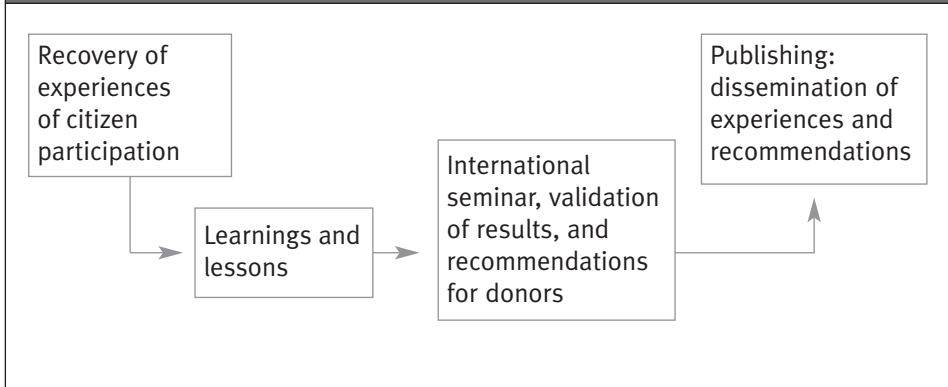 Recovery of
experiences
of citizen
participation
Learnings and
lessons
International
seminar, validation
of results, and
recommendations
for donors
Publishing:
dissemination of
experiences and
recommendations